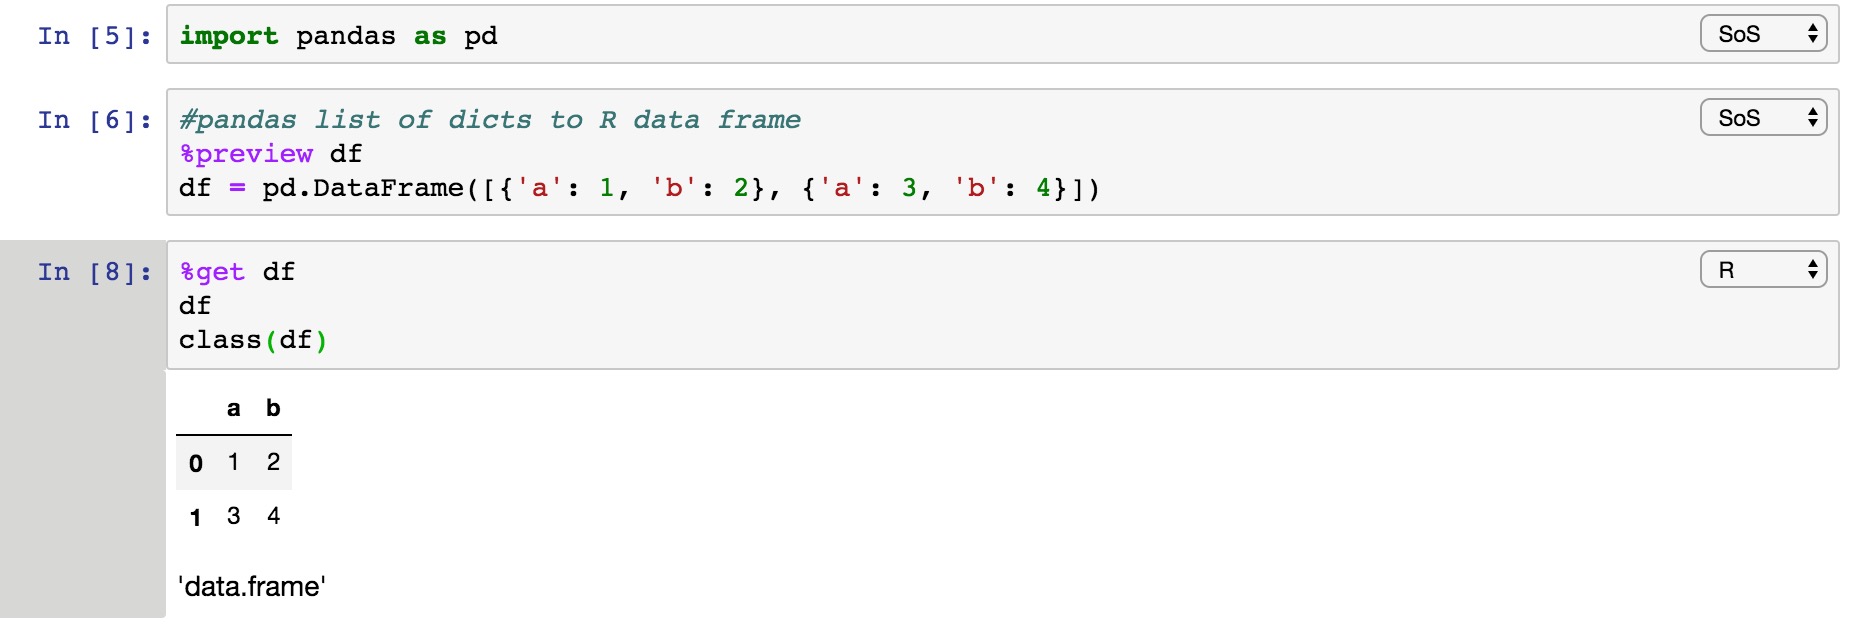 In [5]: import pandas as pd SoS
In [6]: #pandas list of dicts to R data frame SoS
%preview df
df = pd.DataFrame([{'a': 1, 'b': 2}, {'a': 3, 'b': 4}])
In [8]: %get df R
df
class(df)
a b
0 1 2
1 3 4
'data.frame'